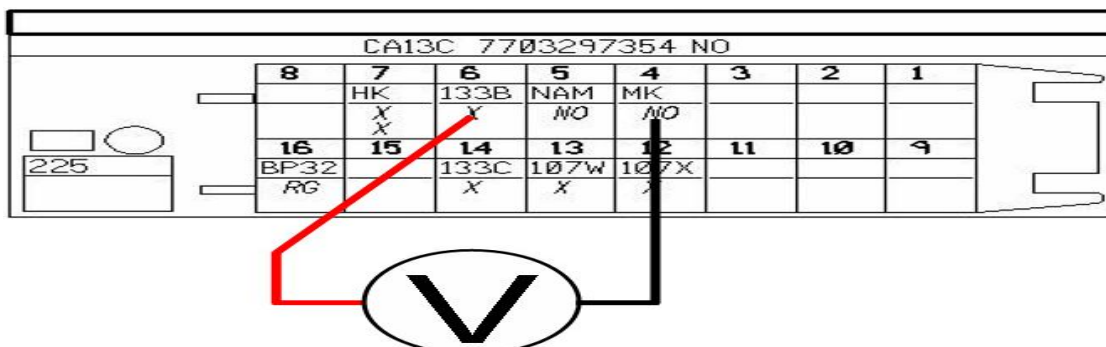 CA13C 7703297354 NO
8 7 6 5 4 3 2 1
HK 133B NAM MK
X X NO NO
X
16 15 14 13 12 11 10 9
225 BP32 133C 107W 107X
RG X X X
V